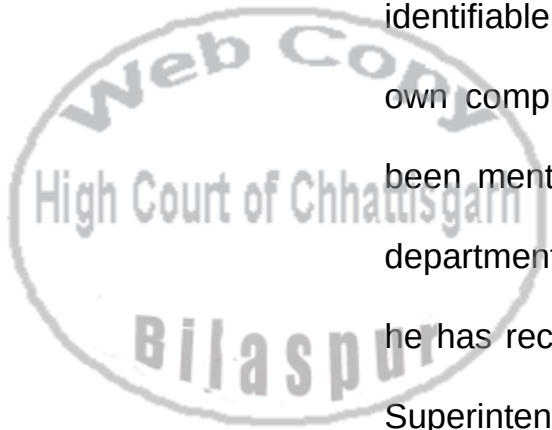 identifiable
own comp
been ment
department
he has rec
Superinten
Web Copy
High Court of Chhattisgarh
Bilaspur